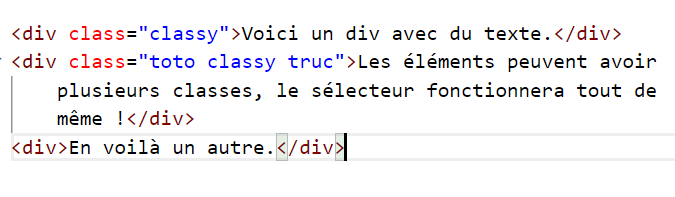 <div class="classy">Voici un div avec du texte.</div>
<div class="toto classy truc">Les éléments peuvent avoir
plusieurs classes, le sélecteur fonctionnera tout de
même !</div>
<div>En voilà un autre.</div>